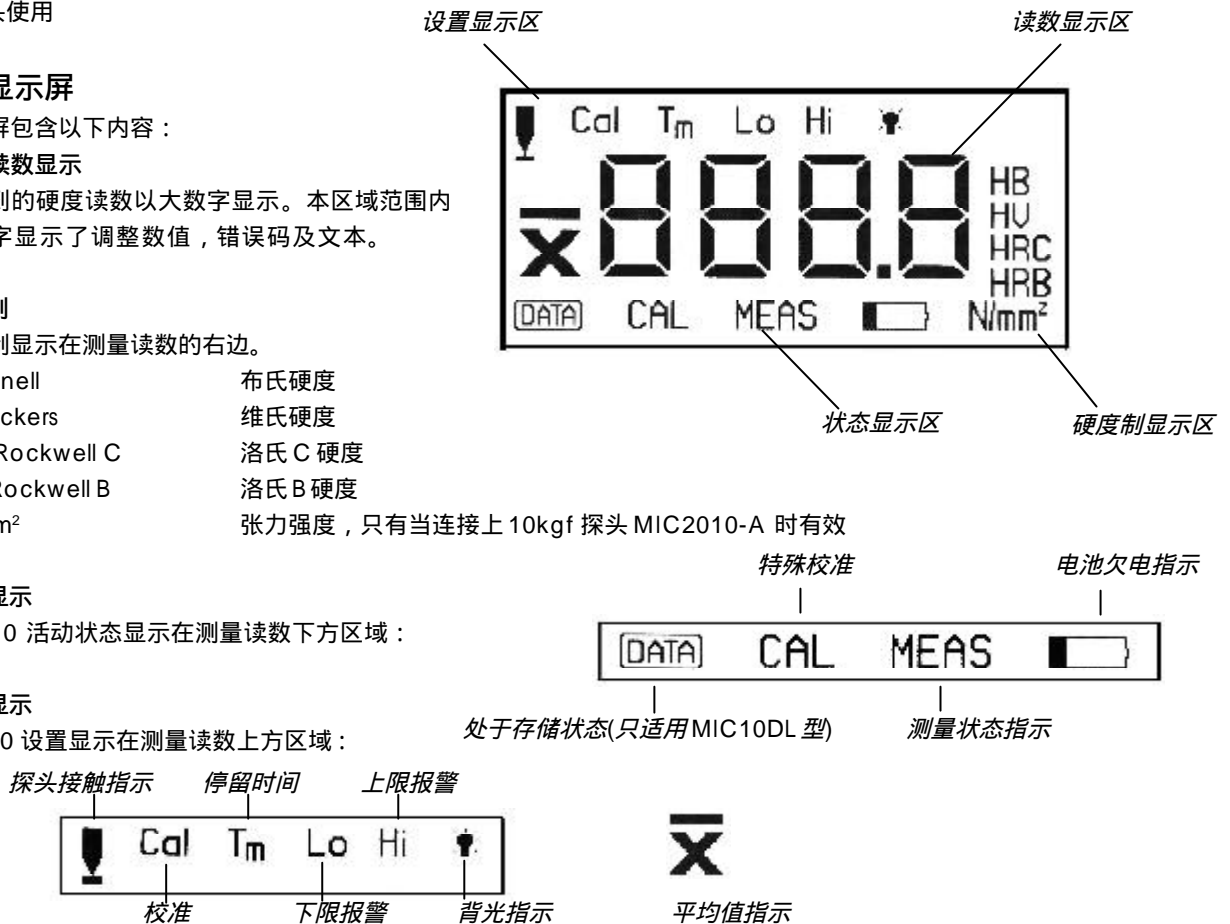 使用
设置显示区
读数显示区
显示屏
屏包含以下内容：
读数显示
Cal Tm Lo Hi
的硬度读数以大数字显示。本区域范围内
字显示了调整数值，错误码及文本。
X 888.8
HB
HV
HRC
HRB
DATA CAL MEAS N/mm²
制
显示在测量读数的右边。
nell 布氏硬度
ckers 维氏硬度
状态显示区
硬度制显示区
Rockwell C 洛氏 C 硬度
Rockwell B 洛氏 B 硬度
m² 张力强度，只有当连接上 10kgf 探头 MIC2010-A 时有效
特殊校准
电池欠电指示
显示
0 活动状态显示在测量读数下方区域：
DATA CAL MEAS
显示
处于存储状态(只适用 MIC10DL 型)
测量状态指示
0 设置显示在测量读数上方区域：
探头接触指示 停留时间 上限报警
Cal Tm Lo Hi
X
校准 下限报警 背光指示 平均值指示